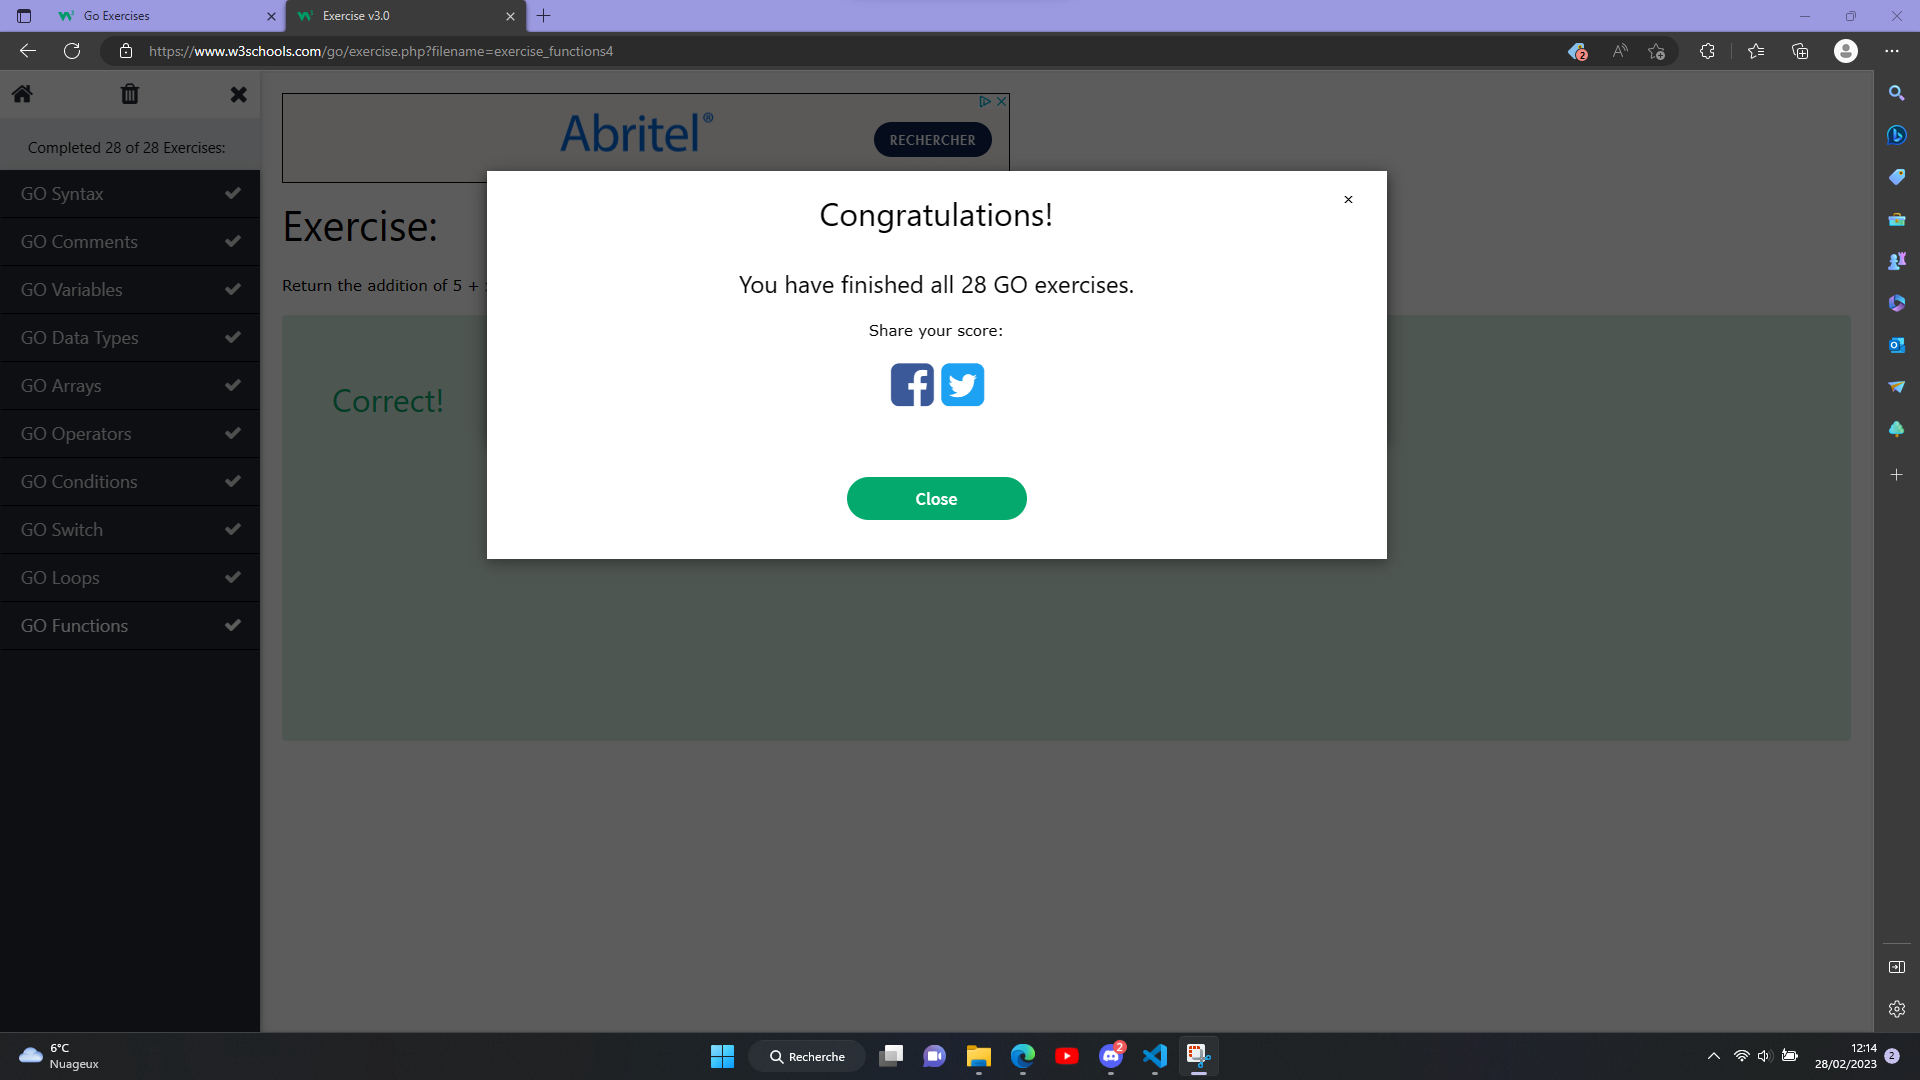 Go Exercises
Exercise v3.0
https://www.w3schools.com/go/exercise.php?filename=exercise_functions4
2
Completed 28 of 28 Exercises:
GO Syntax
GO Comments
GO Variables
GO Data Types
GO Arrays
GO Operators
GO Conditions
GO Switch
GO Loops
GO Functions
Abritel®
RECHERCHER
Exercise:
Return the addition of 5 +
Correct!
Congratulations!
×
You have finished all 28 GO exercises.
Share your score:
Close
6°C
Nuageux
Recherche
2
12:14
28/02/2023
2